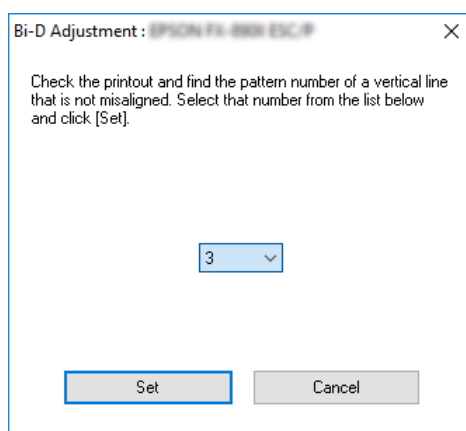 Bi-D Adjustment :
Check the printout and find the pattern number of a vertical line
that is not misaligned. Select that number from the list below
and click [Set].
3
Set
Cancel